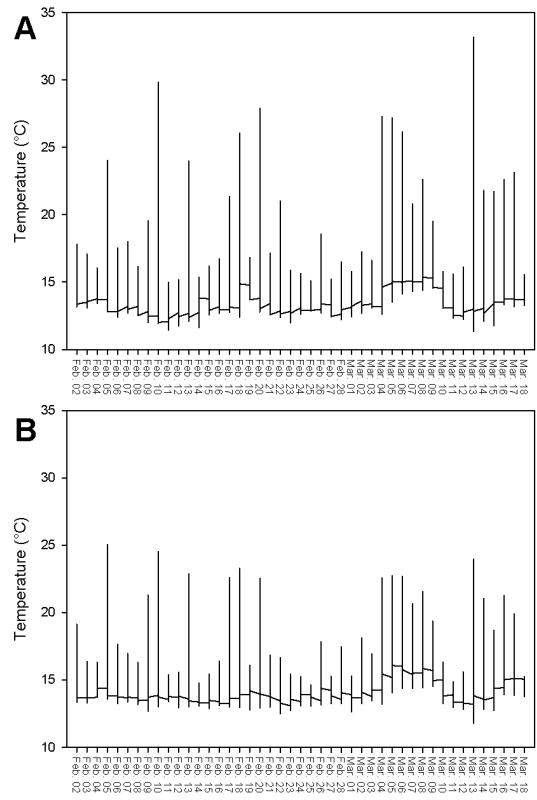 A
Temperature (°C)
35
30
25
20
15
10
Feb. 02
Feb. 03
Feb. 04
Feb. 05
Feb. 06
Feb. 07
Feb. 08
Feb. 09
Feb. 10
Feb. 11
Feb. 12
Feb. 13
Feb. 14
Feb. 15
Feb. 16
Feb. 17
Feb. 18
Feb. 19
Feb. 20
Feb. 21
Feb. 22
Feb. 23
Feb. 24
Feb. 25
Feb. 26
Feb. 27
Feb. 28
Mar. 01
Mar. 02
Mar. 03
Mar. 04
Mar. 05
Mar. 06
Mar. 07
Mar. 08
Mar. 09
Mar. 10
Mar. 11
Mar. 12
Mar. 13
Mar. 14
Mar. 15
Mar. 16
Mar. 17
Mar. 18
B
Temperature (°C)
35
30
25
20
15
10
Feb. 02
Feb. 03
Feb. 04
Feb. 05
Feb. 06
Feb. 07
Feb. 08
Feb. 09
Feb. 10
Feb. 11
Feb. 12
Feb. 13
Feb. 14
Feb. 15
Feb. 16
Feb. 17
Feb. 18
Feb. 19
Feb. 20
Feb. 21
Feb. 22
Feb. 23
Feb. 24
Feb. 25
Feb. 26
Feb. 27
Feb. 28
Mar. 01
Mar. 02
Mar. 03
Mar. 04
Mar. 05
Mar. 06
Mar. 07
Mar. 08
Mar. 09
Mar. 10
Mar. 11
Mar. 12
Mar. 13
Mar. 14
Mar. 15
Mar. 16
Mar. 17
Mar. 18